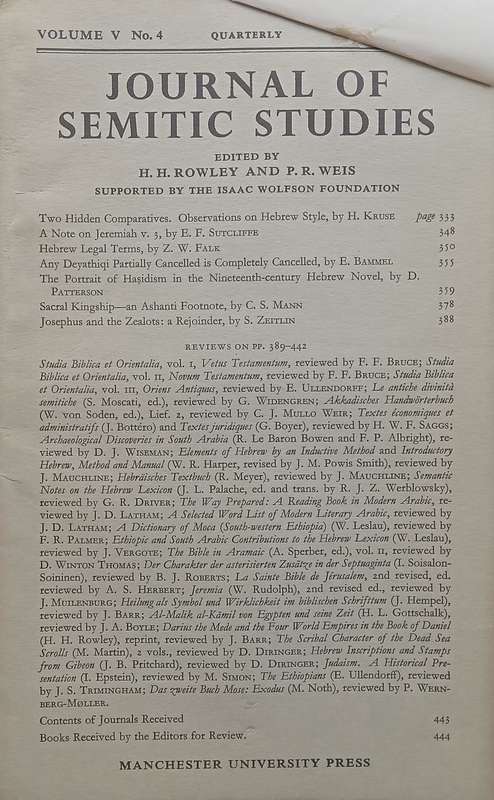 VOLUME V No. 4 QUARTERLY
JOURNAL OF
SEMITIC STUDIES
EDITED BY
H. H. ROWLEY AND P. R. WEIS
SUPPORTED BY THE ISAAC WOLFSON FOUNDATION
Two Hidden Comparatives. Observations on Hebrew Style, by H. KRUSE page 333
A Note on Jeremiah v. 3, by E. F. SUTCLIFFE 348
Hebrew Legal Terms, by Z. W. FALK 350
Any Deyathiqi Partially Cancelled is Completely Cancelled, by E. BAMMEL 355
The Portrait of Haṣidism in the Nineteenth-century Hebrew Novel, by D.
PATTERSON 359
Sacred Kingship—an Ashanti Footnote, by C. S. MANN 378
Josephus and the Zealots: a Rejoinder, by S. ZEITLIN 388
REVIEWS ON PP. 389–442
Studia Biblica et Orientalia, vol. I, Vetus Testamentum, reviewed by F. F. BRUCE; Studia
Biblica et Orientalia, vol. II, Novum Testamentum, reviewed by F. F. BRUCE; Studia Biblica
et Orientalia, vol. III, Oriens Antiquus, reviewed by E. ULLENDORFF; Le antiche divinità
semitiche (S. Moscati, ed.), reviewed by G. WIDENGREN; Akkadisches Handwörterbuch
(W. von Soden, ed.), Lief. 2, reviewed by C. J. MULLO WEIR; Textes économiques et
administratifs (J. Bottéro) and Textes juridiques (G. Boyer), reviewed by H. W. F. SAGGS;
Archaeological Discoveries in South Arabia (R. Le Baron Bowen and F. P. Albright), re-
viewed by D. J. WISEMAN; Elements of Hebrew by an Inductive Method and Introductory
Hebrew, Method and Manual (W. R. Harper, revised by J. M. Powis Smith), reviewed by
J. MAUCHLINE; Hebräisches Textbuch (R. Meyer), reviewed by J. MAUCHLINE; Semantic
Notes on the Hebrew Lexicon (J. L. Palache, ed. and trans. by R. J. Z. Werblowsky),
reviewed by G. R. DRIVER; The Way Prepared: A Reading Book in Modern Arabic, re-
viewed by J. D. LATHAM; A Selected Word List of Modern Literary Arabic, reviewed by
J. D. LATHAM; A Dictionary of Moca (South-western Ethiopia) (W. Leslau), reviewed by
F. R. PALMER; Ethiopic and South Arabic Contributions to the Hebrew Lexicon (W. Leslau),
reviewed by J. VERGOTE; The Bible in Aramaic (A. Sperber, ed.), vol. II, reviewed by
D. WINTON THOMAS; Der Charakter der asterisierten Zusätze in der Septuaginta (I. Soisalon-
Soininen), reviewed by B. J. ROBERTS; La Sainte Bible de Jérusalem, 2nd revised, ed.
reviewed by A. S. HERBERT; Jeremia (W. Rudolph), 2nd revised ed., reviewed by
J. MUILENBURG; Heilung als Symbol und Wirklichkeit im biblischen Schrifttum (J. Hempel),
reviewed by J. BARR; Al-Malik al-Kāmil von Egypten und seine Zeit (H. L. Gottschalk),
reviewed by J. A. BOYLE; Darius the Mede and the Four World Empires in the Book of Daniel
(H. H. Rowley), reprint, reviewed by J. BARR; The Scribal Character of the Dead Sea
Scrolls (M. Martin), 2 vols., reviewed by D. DIRINGER; Hebrew Inscriptions and Stamps
from Gibeon (J. B. Pritchard), reviewed by D. DIRINGER; Judaism. A Historical Pre-
sentation (I. Epstein), reviewed by M. SIMON; The Ethiopians (E. Ullendorff), reviewed
by J. S. TRIMINGHAM; Das zweite Buch Mose: Exodus (M. Noth), reviewed by P. WERN-
BERG-MØLLER.
Contents of Journals Received 443
Books Received by the Editors for Review. 444
MANCHESTER UNIVERSITY PRESS